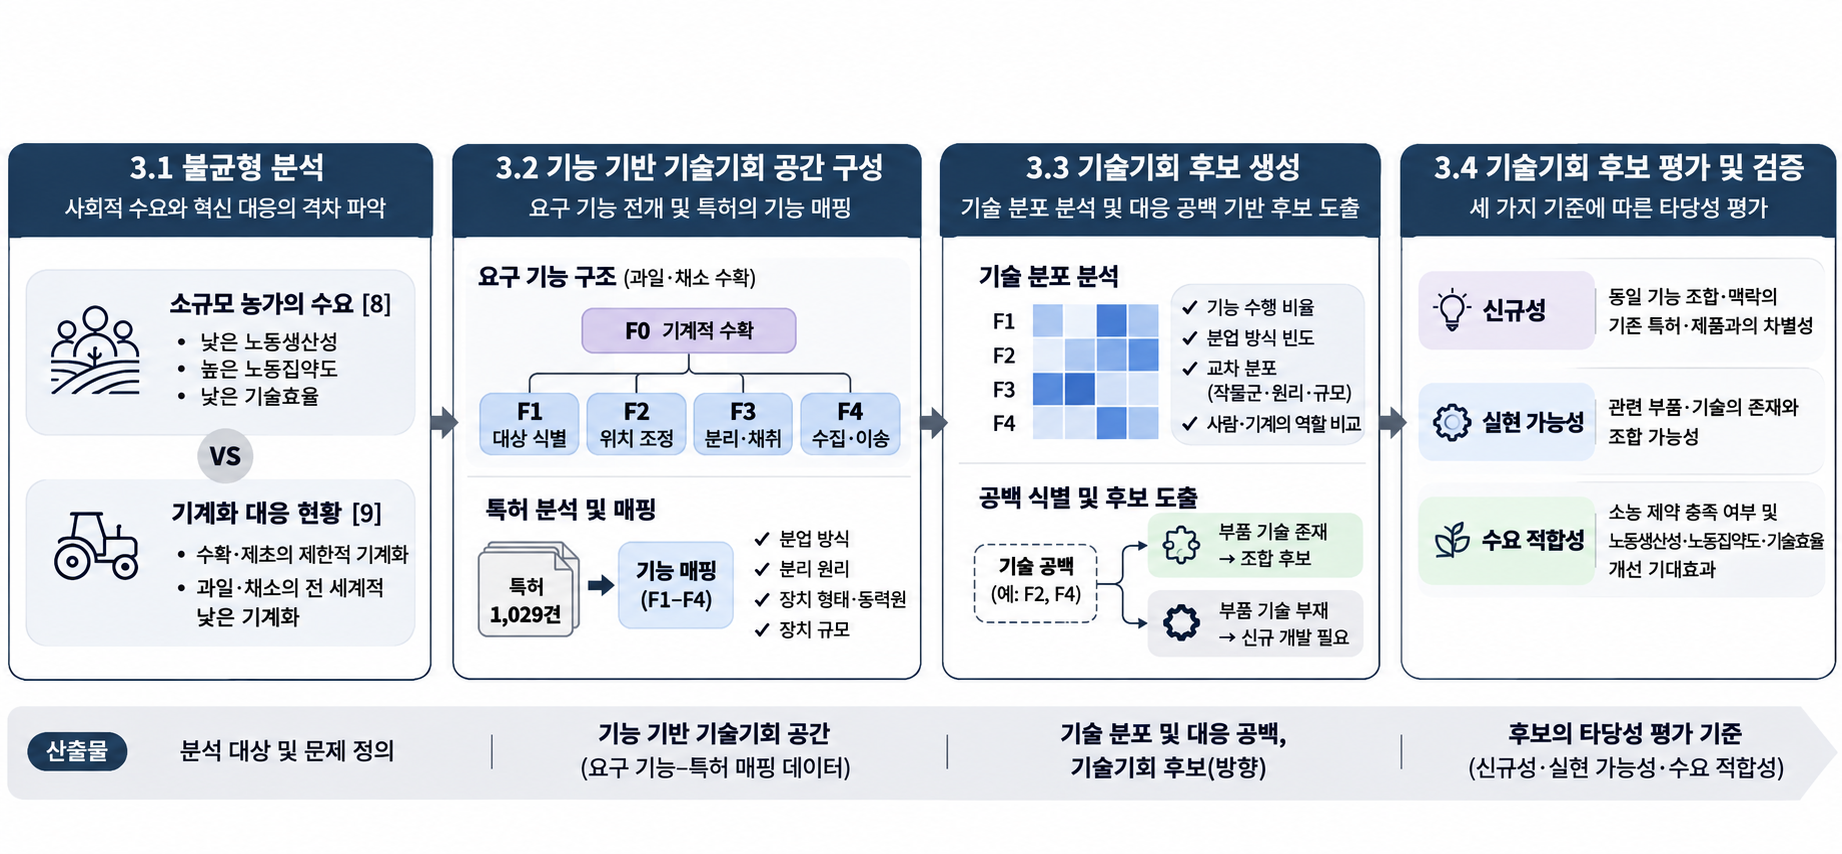 3.1 불균형 분석
사회적 수요와 혁신 대응의 격차 파악
소규모 농가의 수요 [8]
• 낮은 노동생산성
• 높은 노동집약도
• 낮은 기술효율
VS
기계화 대응 현황 [9]
• 수확·제초의 제한적 기계화
• 과일·채소의 전 세계적
낮은 기계화
3.2 기능 기반 기술기회 공간 구성
요구 기능 전개 및 특허의 기능 매핑
요구 기능 구조 (과일·채소 수확)
F0 기계적 수확
F1
대상 식별
F2
위치 조정
F3
분리·채취
F4
수집·이송
특허 분석 및 매핑
특허
1,029건
기능 매핑
(F1–F4)
✓ 분업 방식
✓ 분리 원리
✓ 장치 형태·동력원
✓ 장치 규모
3.3 기술기회 후보 생성
기술 분포 분석 및 대응 공백 기반 후보 도출
기술 분포 분석
F1
F2
F3
F4
✓ 기능 수행 비율
✓ 분업 방식 빈도
✓ 교차 분포
(작물군·원리·규모)
✓ 사람·기계의 역할 비교
공백 식별 및 후보 도출
기술 공백
(예: F2, F4)
부품 기술 존재
→ 조합 후보
부품 기술 부재
→ 신규 개발 필요
3.4 기술기회 후보 평가 및 검증
세 가지 기준에 따른 타당성 평가
신규성
동일 기능 조합·맥락의
기존 특허·제품과의 차별성
실현 가능성
관련 부품·기술의 존재와
조합 가능성
수요 적합성
소농 제약 충족 여부 및
노동생산성·노동집약도·기술효율
개선 기대효과
산출물
분석 대상 및 문제 정의
기능 기반 기술기회 공간
(요구 기능–특허 매핑 데이터)
기술 분포 및 대응 공백,
기술기회 후보(방향)
후보의 타당성 평가 기준
(신규성·실현 가능성·수요 적합성)